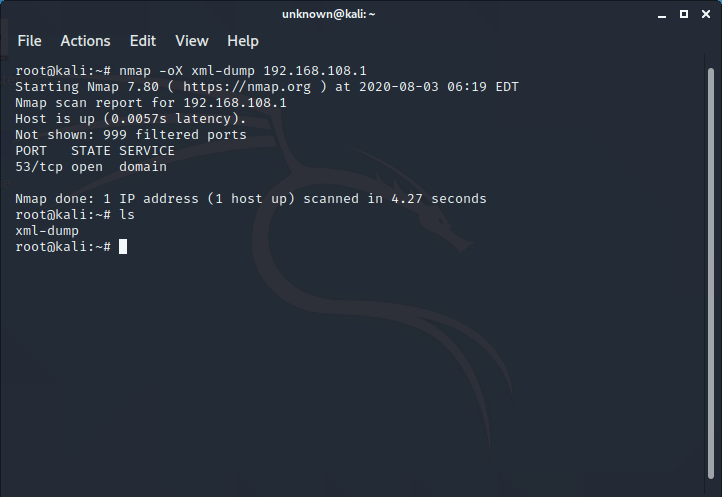 unknown@kali: ~
File Actions Edit View Help
root@kali:~# nmap -oX xml-dump 192.168.108.1
Starting Nmap 7.80 ( https://nmap.org ) at 2020-08-03 06:19 EDT
Nmap scan report for 192.168.108.1
Host is up (0.0057s latency).
Not shown: 999 filtered ports
PORT   STATE SERVICE
53/tcp open  domain
Nmap done: 1 IP address (1 host up) scanned in 4.27 seconds
root@kali:~# ls
xml-dump
root@kali:~#